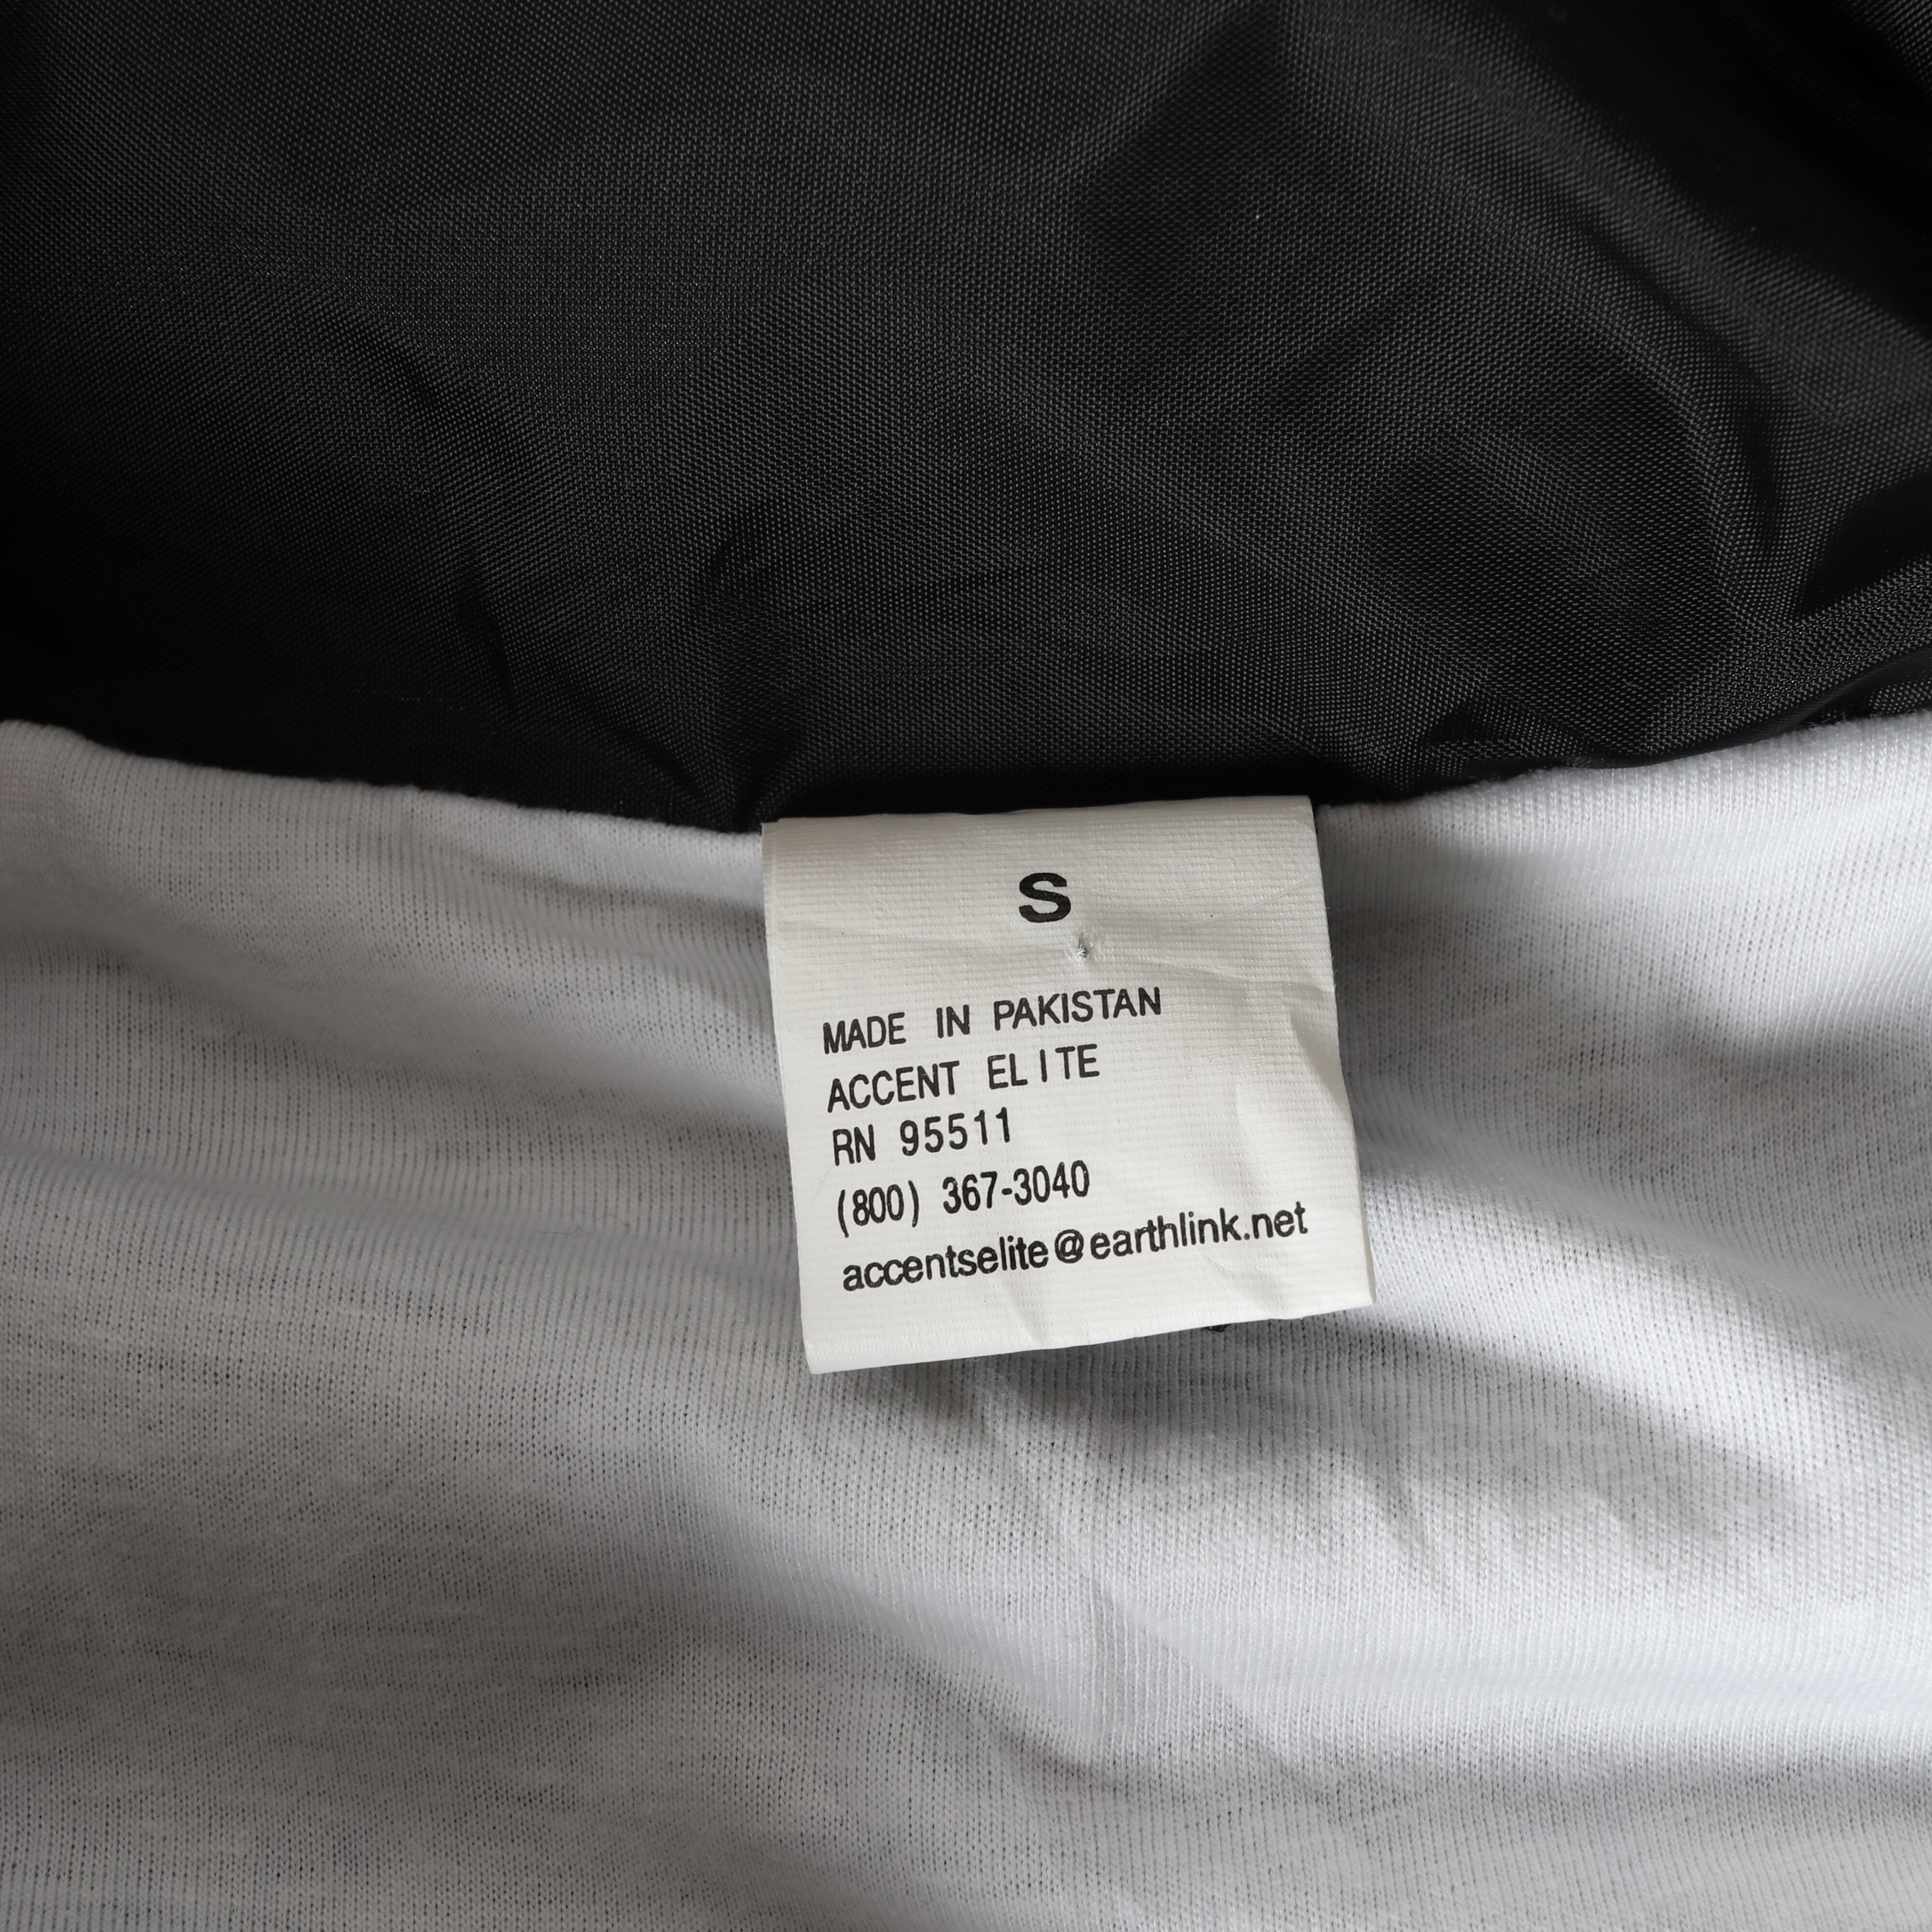 S
MADE IN PAKISTAN
ACCENT ELITE
RN 95511
(800) 367-3040
accentselite@earthlink.net